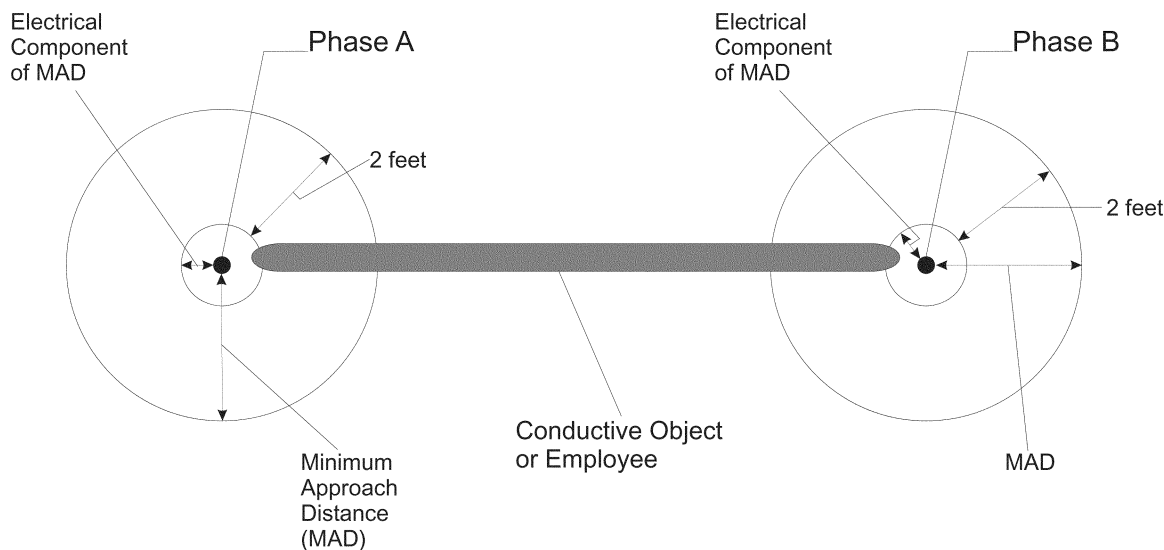 Electrical
Component
of MAD
Phase A
2 feet
Minimum
Approach
Distance
(MAD)
Conductive Object
or Employee
Electrical
Component
of MAD
Phase B
2 feet
MAD